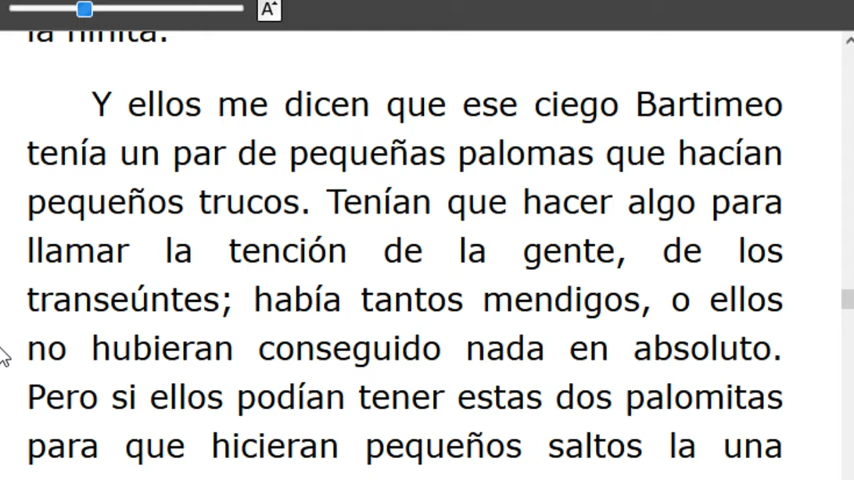 A
la niñita.
Y ellos me dicen que ese ciego Bartimeo
tenía un par de pequeñas palomas que hacían
pequeños trucos. Tenían que hacer algo para
llamar la tención de la gente, de los
transeúntes; había tantos mendigos, o ellos
no hubieran conseguido nada en absoluto.
Pero si ellos podían tener estas dos palomitas
para que hicieran pequeños saltos la una